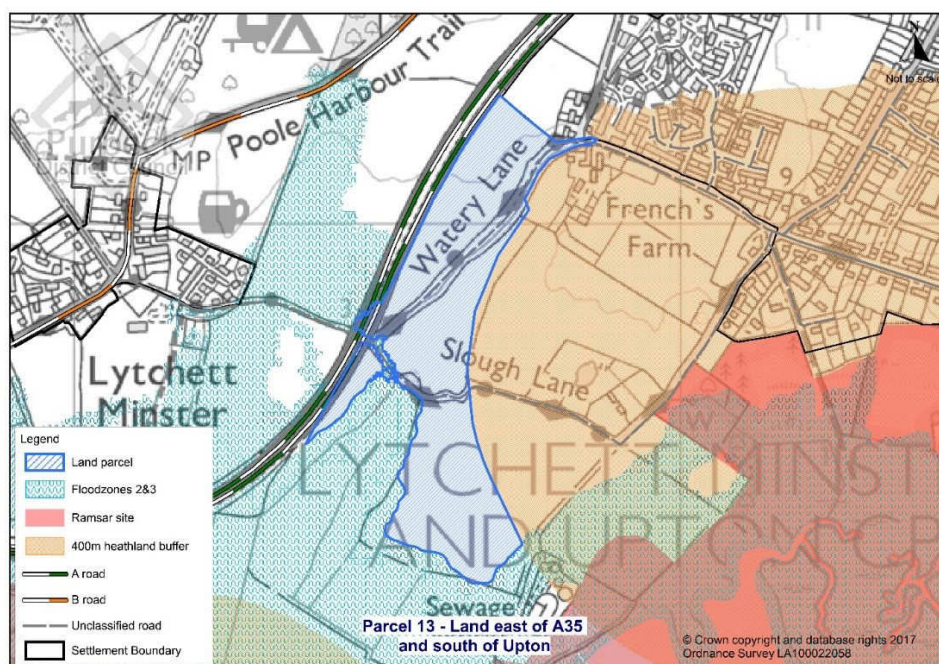 Not to scale
Poole Harbour Trail
MP
Watery Lane
9
French's
Farm
Slough Lane
Lytchett
Minster
LYTCHETT MINST
AND UPTON CP
Sewage
Legend
Land parcel
Floodzones 2&3
Ramsar site
400m heathland buffer
A road
B road
Unclassified road
Settlement Boundary
Parcel 13 - Land east of A35
and south of Upton
© Crown copyright and database rights 2017
Ordnance Survey LA100022058